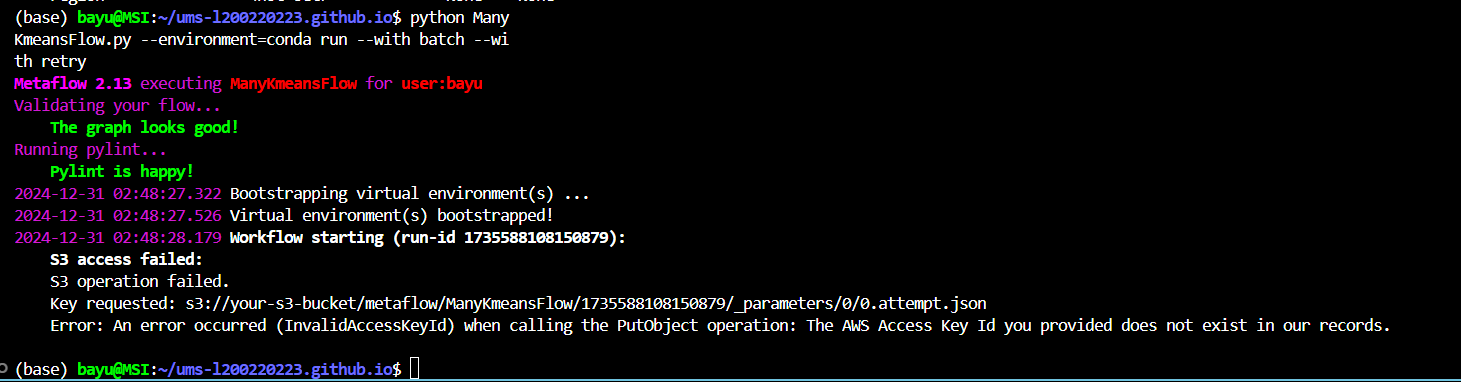 (base) bayu@MSI:~/ums-l200220223.github.io$ python Many
KmeansFlow.py --environment=conda run --with batch --wi
th retry
Metaflow 2.13 executing ManyKmeansFlow for user:bayu
Validating your flow...
The graph looks good!
Running pylint...
Pylint is happy!
2024-12-31 02:48:27.322 Bootstrapping virtual environment(s) ...
2024-12-31 02:48:27.526 Virtual environment(s) bootstrapped!
2024-12-31 02:48:28.179 Workflow starting (run-id 1735588108150879):
S3 access failed:
S3 operation failed.
Key requested: s3://your-s3-bucket/metaflow/ManyKmeansFlow/1735588108150879/_parameters/0/0.attempt.json
Error: An error occurred (InvalidAccessKeyId) when calling the PutObject operation: The AWS Access Key Id you provided does not exist in our records.
(base) bayu@MSI:~/ums-l200220223.github.io$